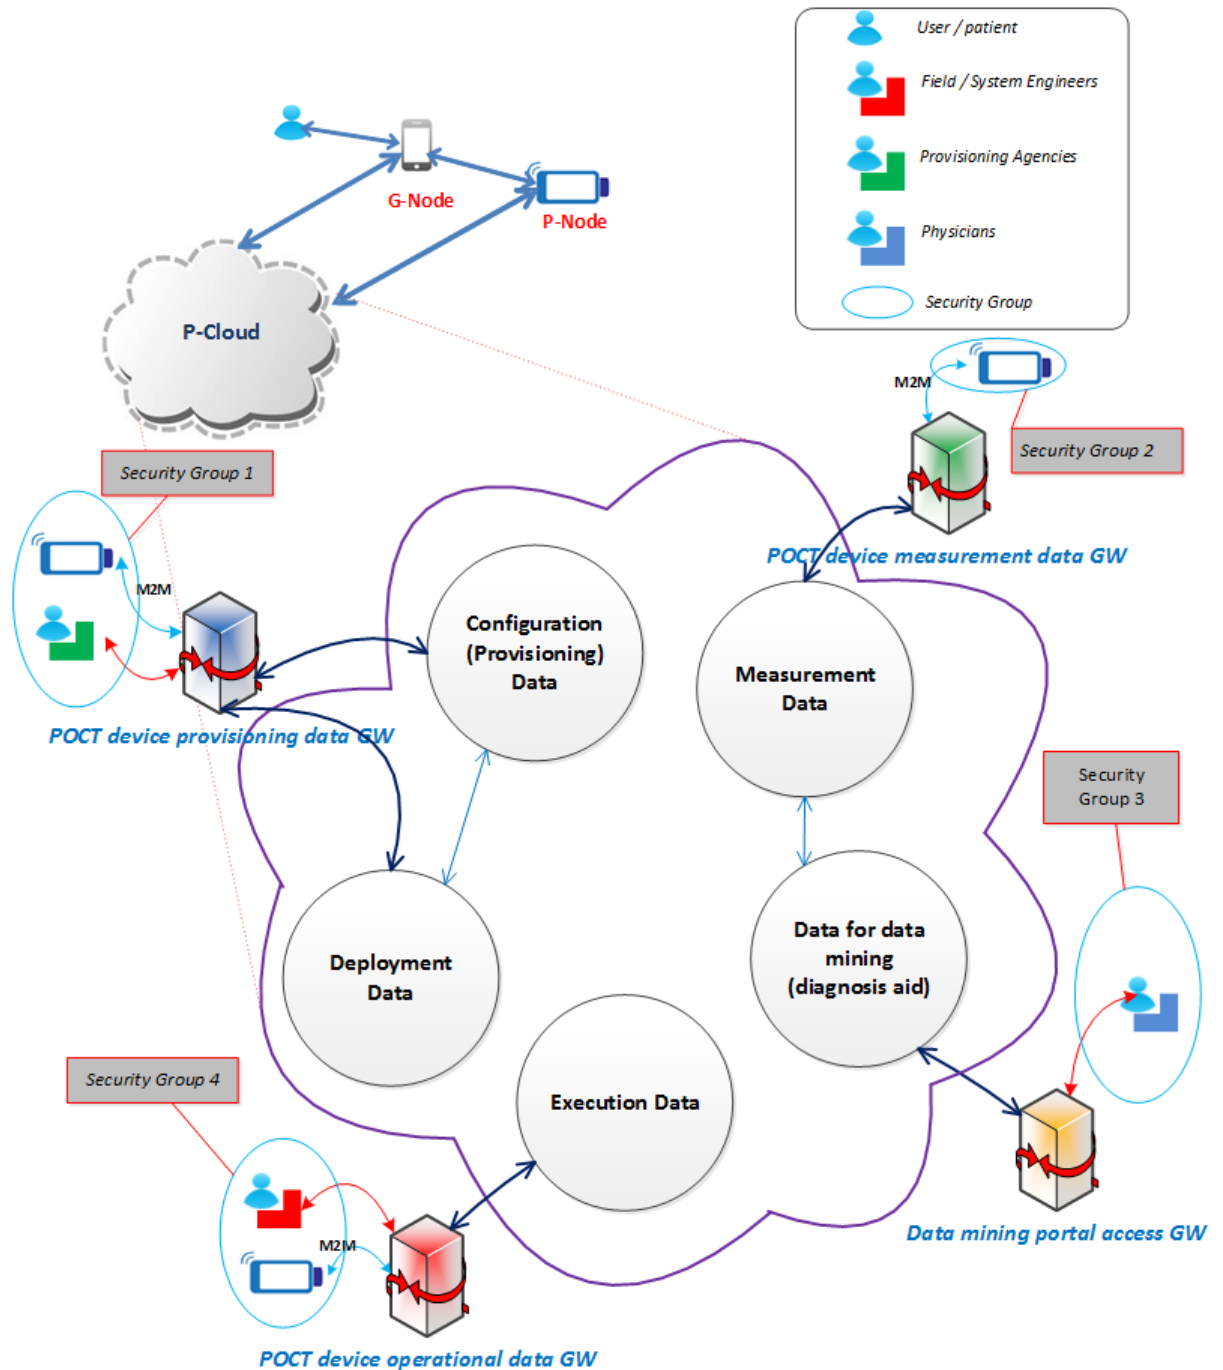 User / patient
Field / System Engineers
Provisioning Agencies
Physicians
Security Group
G-Node
P-Node
P-Cloud
M2M
Security Group 2
POCT device measurement data GW
Security Group 1
M2M
POCT device provisioning data GW
Configuration
(Provisioning)
Data
Measurement
Data
Security
Group 3
Deployment
Data
Data for data
mining
(diagnosis aid)
Execution Data
Security Group 4
M2M
Data mining portal access GW
POCT device operational data GW